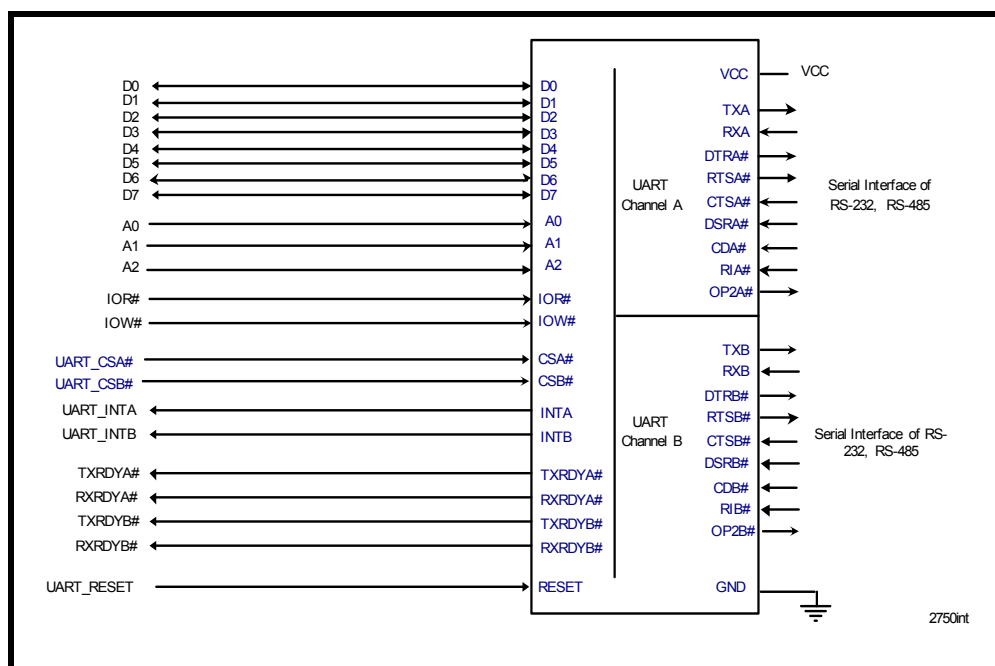 D0 D0
D1 D1
D2 D2
D3 D3
D4 D4
D5 D5
D6 D6
D7 D7
A0 A0
A1 A1
A2 A2
IOR# IOR#
IOW# IOW#
UART_CSA# CSA#
UART_CSB# CSB#
UART_INTA INTA
UART_INTB INTB
TXRDYA# TXRDYA#
RXRDYA# RXRDYA#
TXRDYB# TXRDYB#
RXRDYB# RXRDYB#
UART_RESET RESET
UART
Channel A
UART
Channel B
VCC VCC
TXA
RXA
DTRA#
RTSA#
CTSA#
DSRA#
CDA#
RIA#
OP2A#
Serial Interface of
RS-232, RS-485
TXB
RXB
DTRB#
RTSB#
CTSB#
DSRB#
CDB#
RIB#
OP2B#
Serial Interface of RS-
232, RS-485
GND
2750int